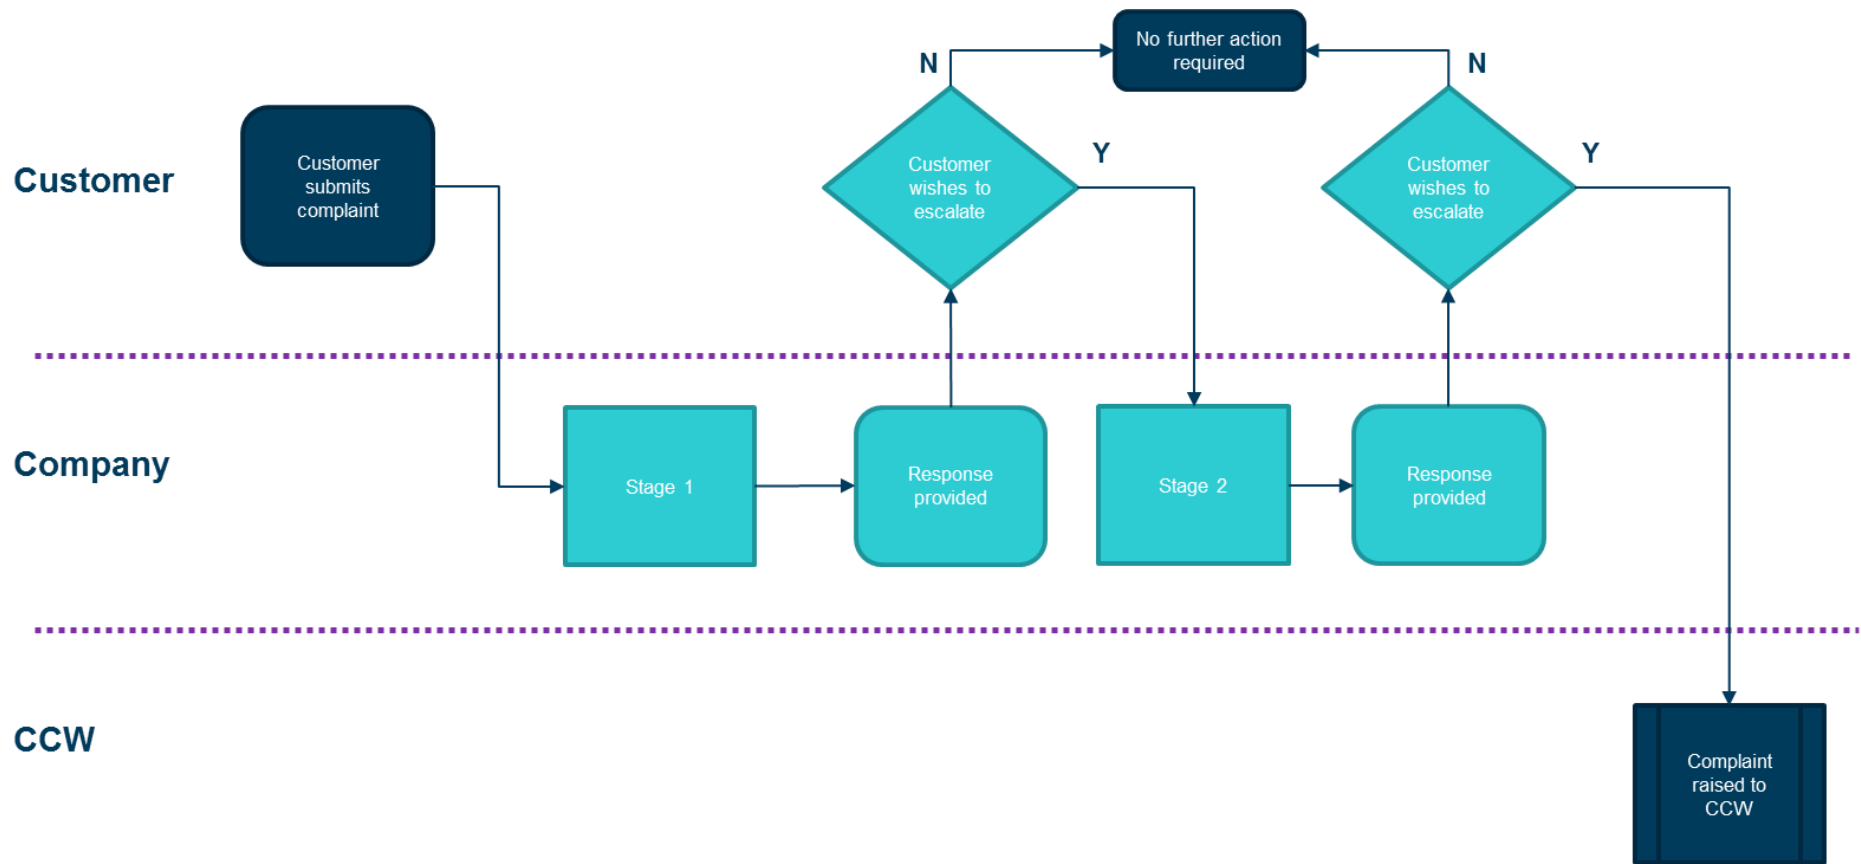 No further action
required
N
N
Customer
Customer
submits
complaint
Customer
wishes to
escalate
Y
Customer
wishes to
escalate
Y
Company
Stage 1
Response
provided
Stage 2
Response
provided
CCW
Complaint
raised to
CCW